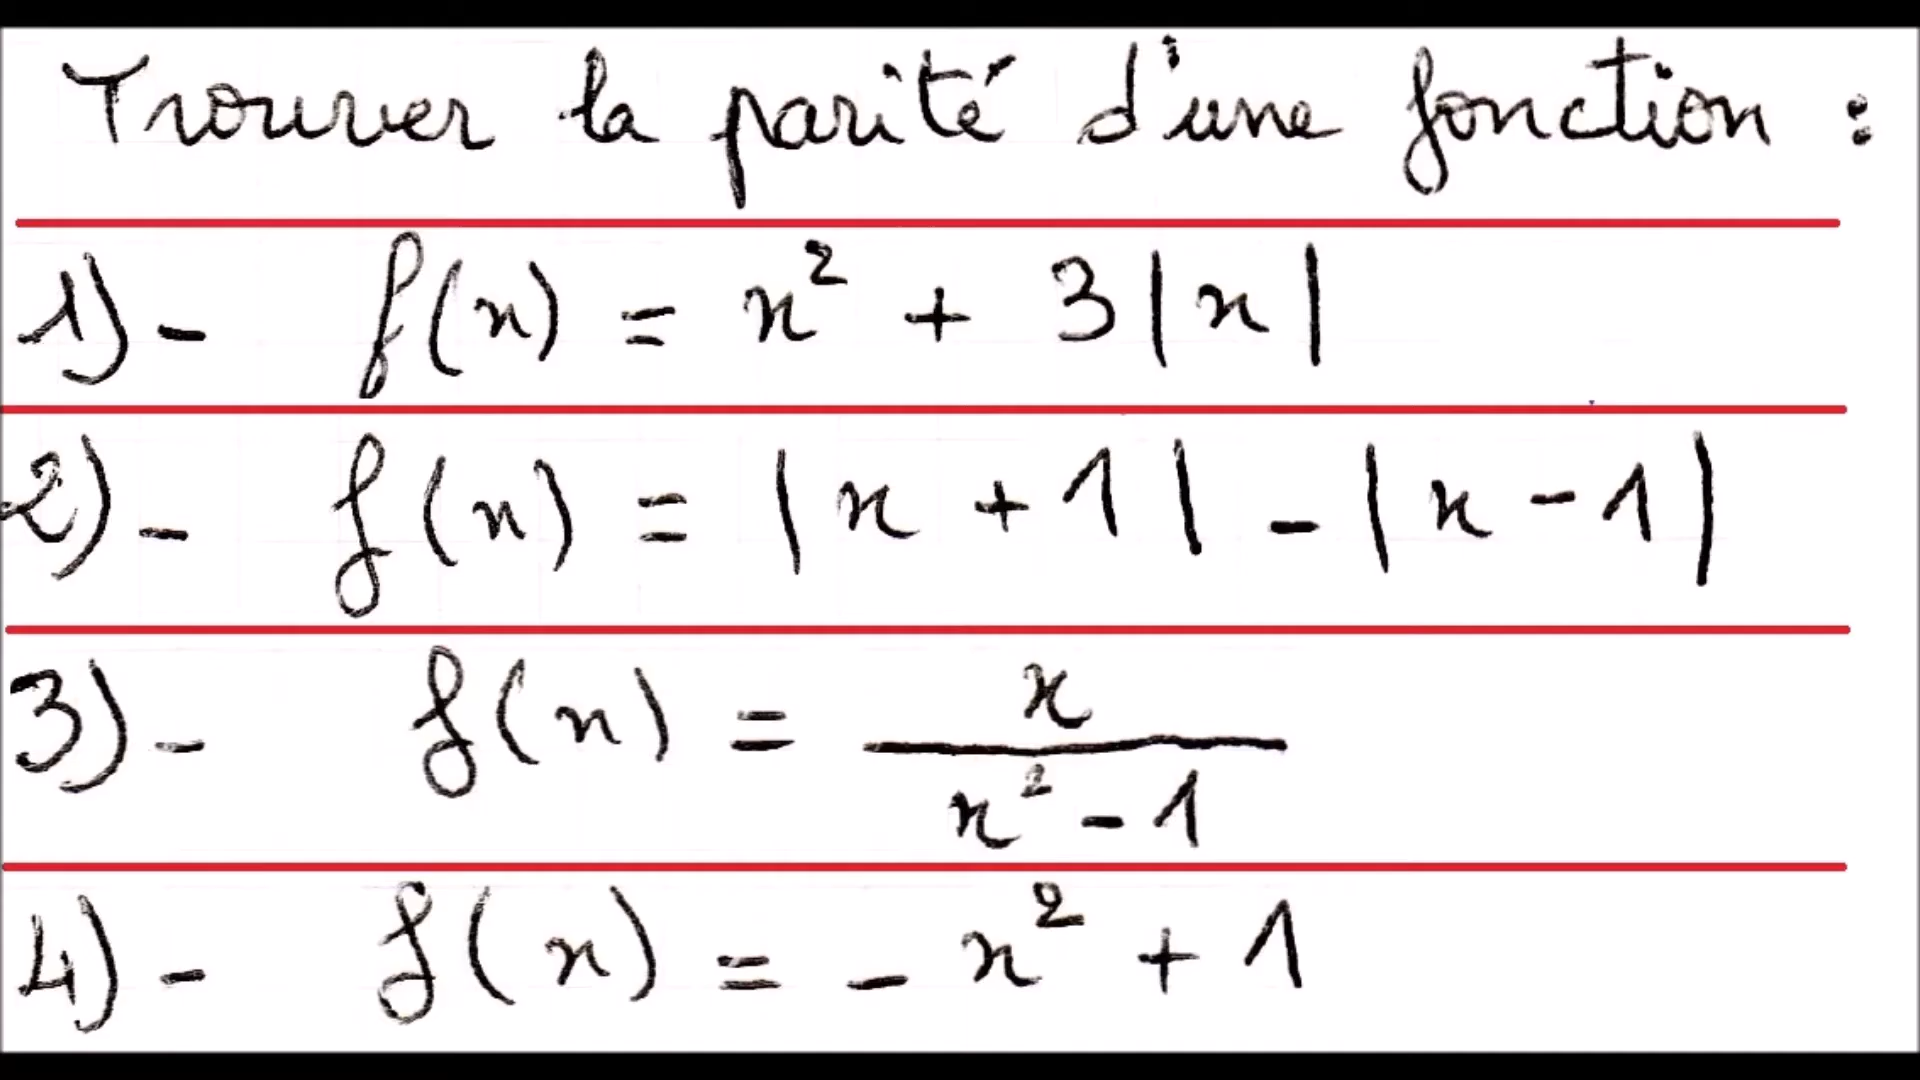 Trouver la parité d'une fonction :
1) - f(x) = x² + 3|x|
2) - f(x) = |x + 1| - |x - 1|
3) - f(x) = x / (x² - 1)
4) - f(x) = - x² + 1